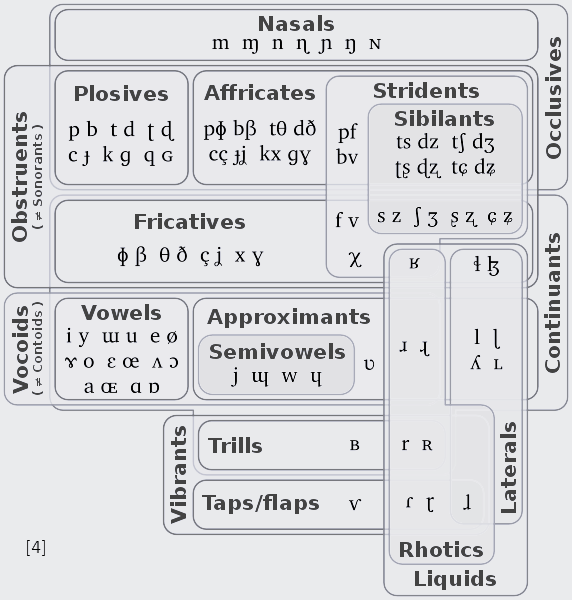 Nasals
m ɱ n ɳ ɲ ŋ ɴ
Occlusives
Obstruents
( ≠ Sonorants )
Plosives
p b t d ʈ ɖ
c ɟ k ɡ q ɢ
Affricates
pɸ bβ tθ dð
cç ɟʝ kx ɡɣ
Stridents
pf
bv
Sibilants
ts dz tʃ dʒ
ʈʂ ɖʐ tɕ dʑ
Fricatives
ɸ β θ ð ç ʝ x ɣ
f v
s z ʃ ʒ ʂ ʐ ɕ ʑ
χ
ʁ
ɬ ɮ
Continuants
Vocoids
( ≠ Contoids )
Vowels
i y ɯ u e ø
ɤ o ɛ œ ʌ ɔ
a ɶ ɑ ɒ
Approximants
Semivowels
j ɰ w ɥ
ʋ
ɹ ɻ
l ɭ
ʎ ʟ
Vibrants
Trills
ʙ
r ʀ
Taps/flaps
ⱱ
ɾ ɽ
ɺ
Laterals
Rhotics
Liquids
[4]